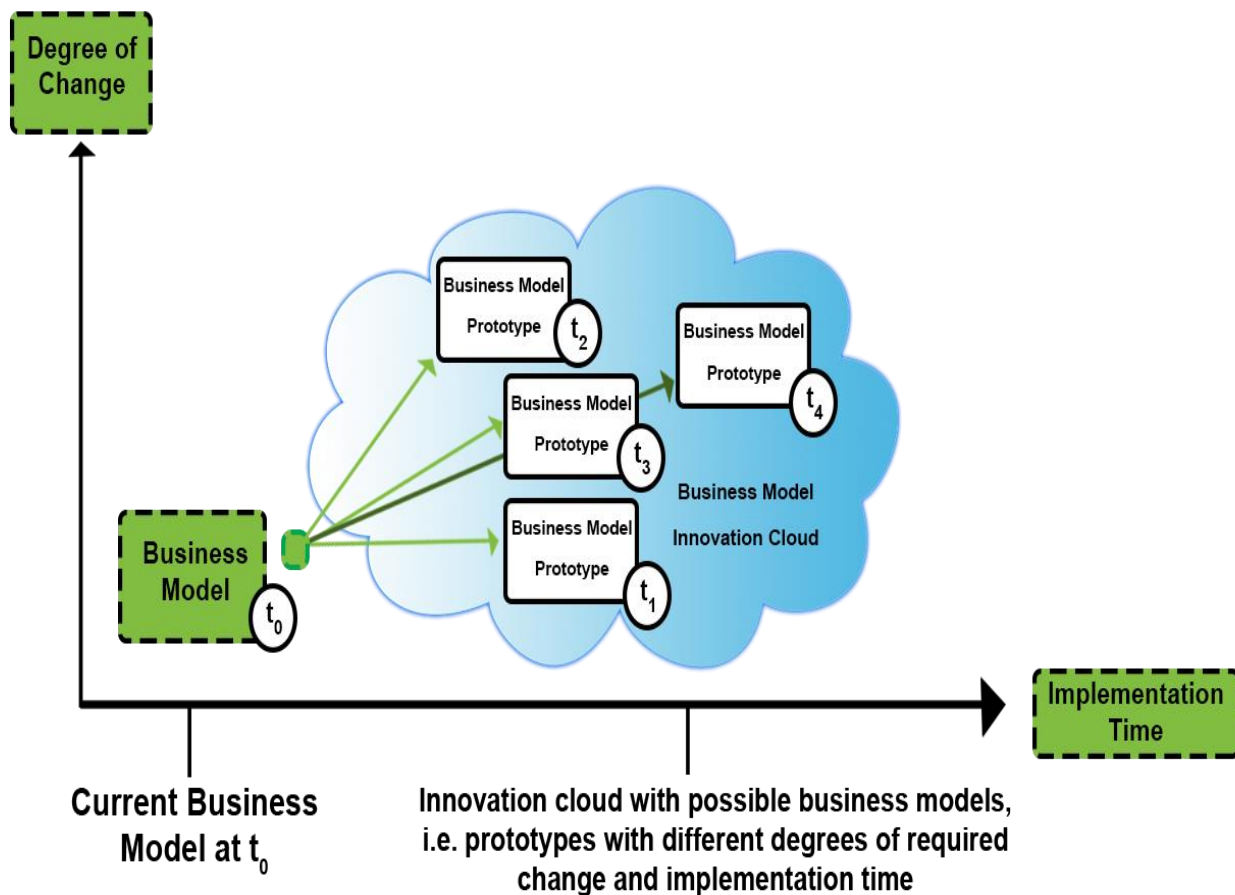 Degree of
Change
Business Model
Prototype
t₂
Business Model
Prototype
t₄
Business Model
Prototype
t₃
Business Model
Innovation Cloud
Business Model
Prototype
t₁
Business
Model
t₀
Implementation
Time
Current Business
Model at t₀
Innovation cloud with possible business models,
i.e. prototypes with different degrees of required
change and implementation time